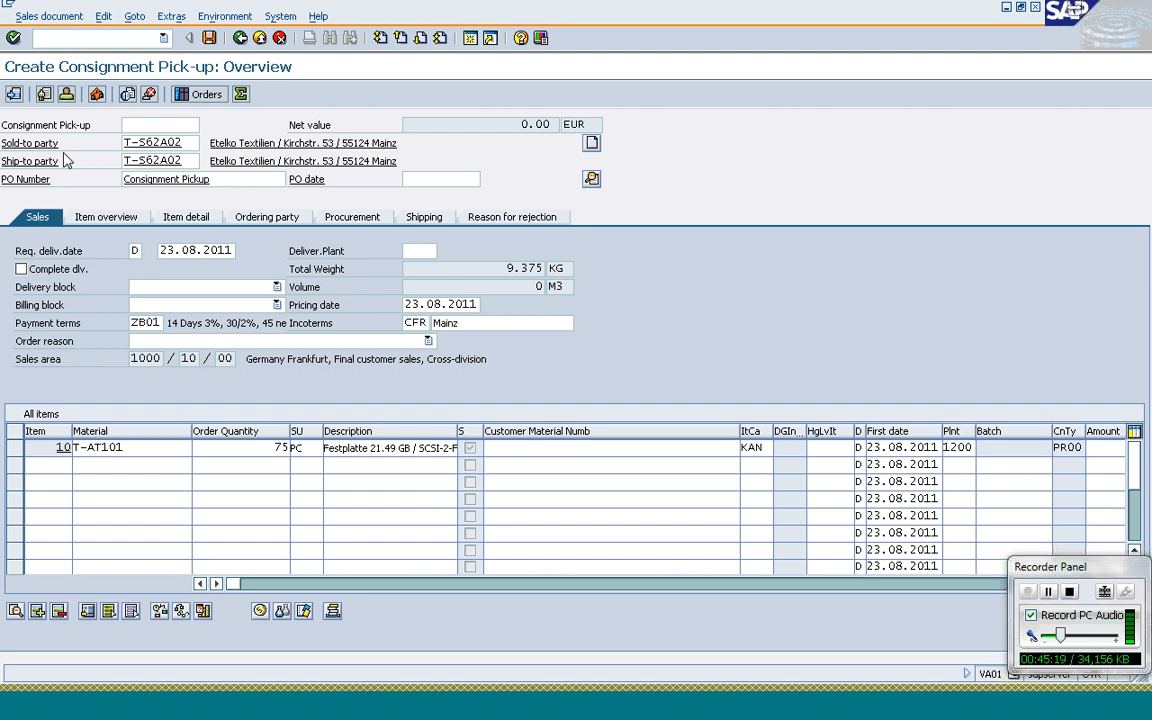 Sales document Edit Goto Extras Environment System Help
SAP
Create Consignment Pick-up: Overview
Orders
Consignment Pick-up Net value 0.00 EUR
Sold-to party T-S62A02 Etelko Textilien / Kirchstr. 53 / 55124 Mainz
Ship-to party T-S62A02 Etelko Textilien / Kirchstr. 53 / 55124 Mainz
PO Number Consignment Pickup PO date
Sales Item overview Item detail Ordering party Procurement Shipping Reason for rejection
Req. deliv.date D 23.08.2011 Deliver.Plant
Complete dlv. Total Weight 9.375 KG
Delivery block Volume 0 M3
Billing block Pricing date 23.08.2011
Payment terms ZB01 14 Days 3%, 30/2%, 45 ne Incoterms CFR Mainz
Order reason
Sales area 1000 / 10 / 00 Germany Frankfurt, Final customer sales, Cross-division
All items
Item Material Order Quantity SU Description S Customer Material Numb ItCa DGIn... HgLvIt D First date Plnt Batch CnTy Amount
10 T-AT101 75 PC Festplatte 21.49 GB / SCSI-2-F KAN D 23.08.2011 1200 PR00
D 23.08.2011
D 23.08.2011
D 23.08.2011
D 23.08.2011
D 23.08.2011
D 23.08.2011
D 23.08.2011
Recorder Panel
Record PC Audio
00:45:19 / 34,156 KB
VA01